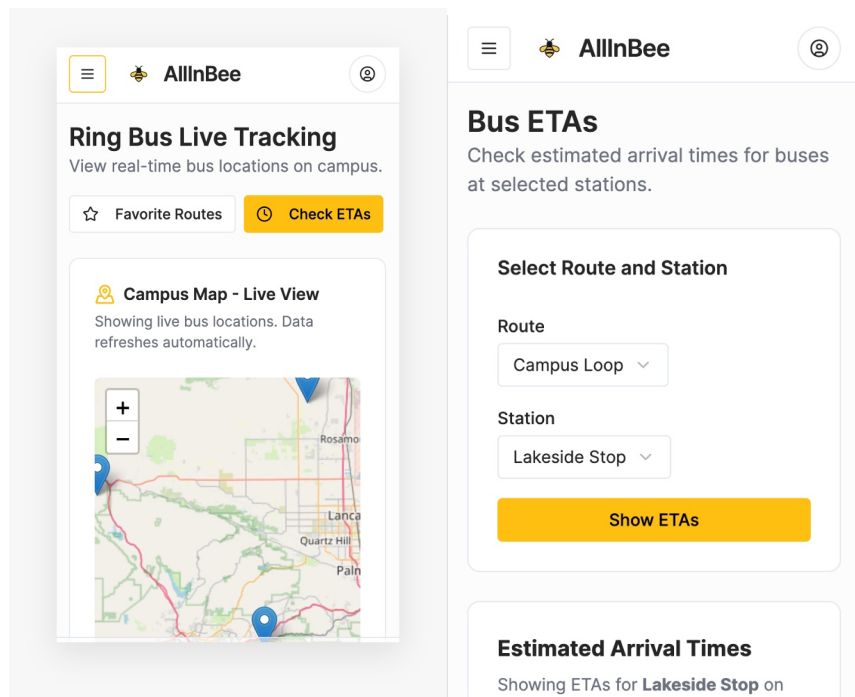 AllInBee
Ring Bus Live Tracking
View real-time bus locations on campus.
Favorite Routes
Check ETAs
Campus Map - Live View
Showing live bus locations. Data
refreshes automatically.
+
−
Rosamo
Lanca
Quartz Hill
Palm
AllInBee
Bus ETAs
Check estimated arrival times for buses
at selected stations.
Select Route and Station
Route
Campus Loop
Station
Lakeside Stop
Show ETAs
Estimated Arrival Times
Showing ETAs for Lakeside Stop on